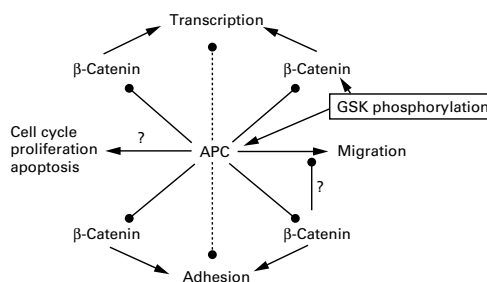 Transcription
β-Catenin
β-Catenin
GSK phosphorylation
Cell cycle
proliferation
apoptosis
?
APC
Migration
?
β-Catenin
β-Catenin
Adhesion